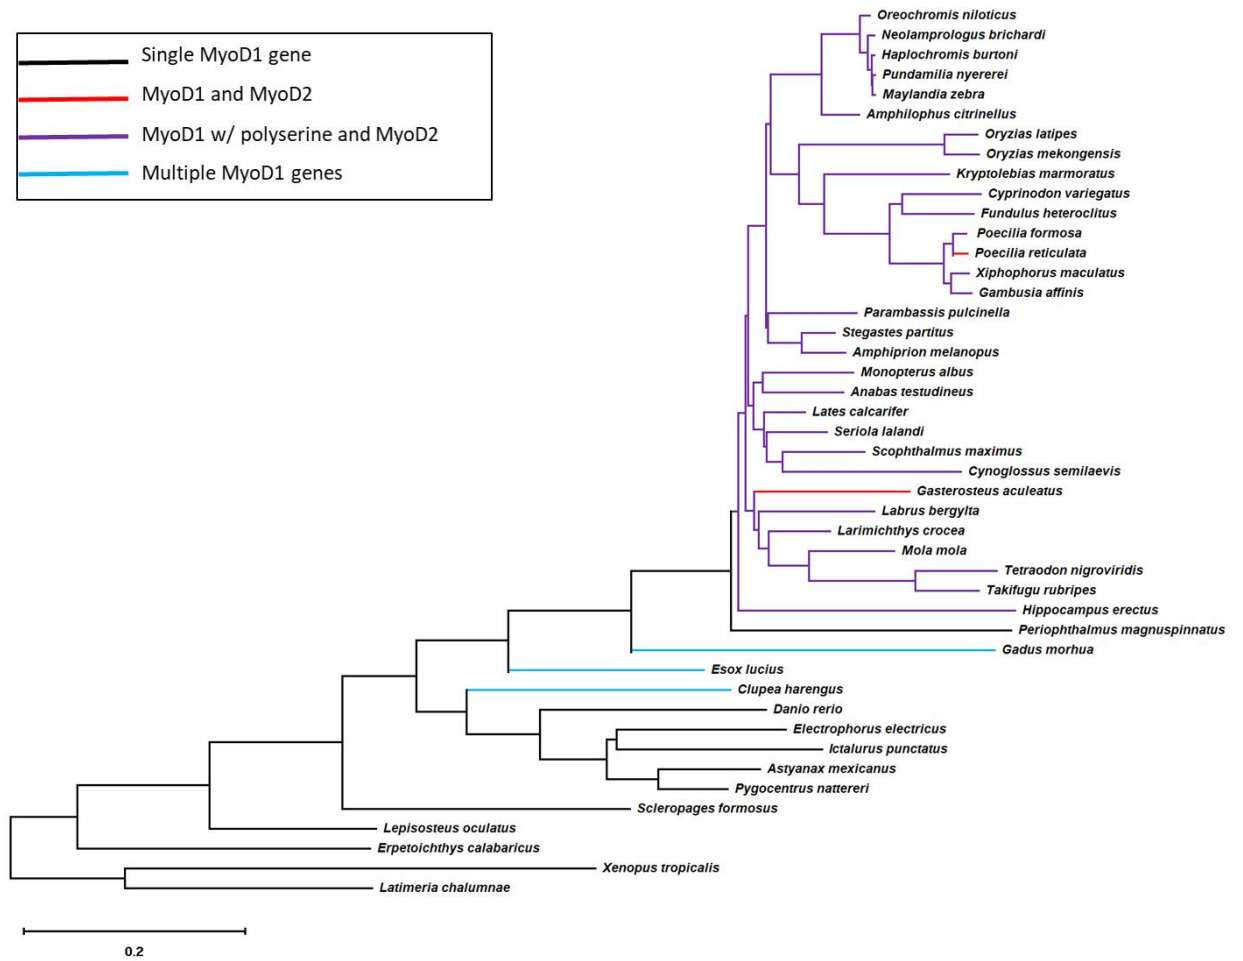 Single MyoD1 gene
MyoD1 and MyoD2
MyoD1 w/ polyserine and MyoD2
Multiple MyoD1 genes
Oreochromis niloticus
Neolamprologus brichardi
Haplochromis burtoni
Pundamilia nyererei
Maylandia zebra
Amphilophus citrinellus
Oryzias latipes
Oryzias mekongensis
Kryptolebias marmoratus
Cyprinodon variegatus
Fundulus heteroclitus
Poecilia formosa
Poecilia reticulata
Xiphophorus maculatus
Gambusia affinis
Parambassis pulcinella
Stegastes partitus
Amphiprion melanopus
Monopterus albus
Anabas testudineus
Lates calcarifer
Seriola lalandi
Scophthalmus maximus
Cynoglossus semilaevis
Gasterosteus aculeatus
Labrus bergylta
Larimichthys crocea
Mola mola
Tetraodon nigroviridis
Takifugu rubripes
Hippocampus erectus
Periophthalmus magnuspinnatus
Gadus morhua
Esox lucius
Clupea harengus
Danio rerio
Electrophorus electricus
Ictalurus punctatus
Astyanax mexicanus
Pygocentrus nattereri
Scleropages formosus
Lepisosteus oculatus
Erpetoichthys calabaricus
Xenopus tropicalis
Latimeria chalumnae
0.2